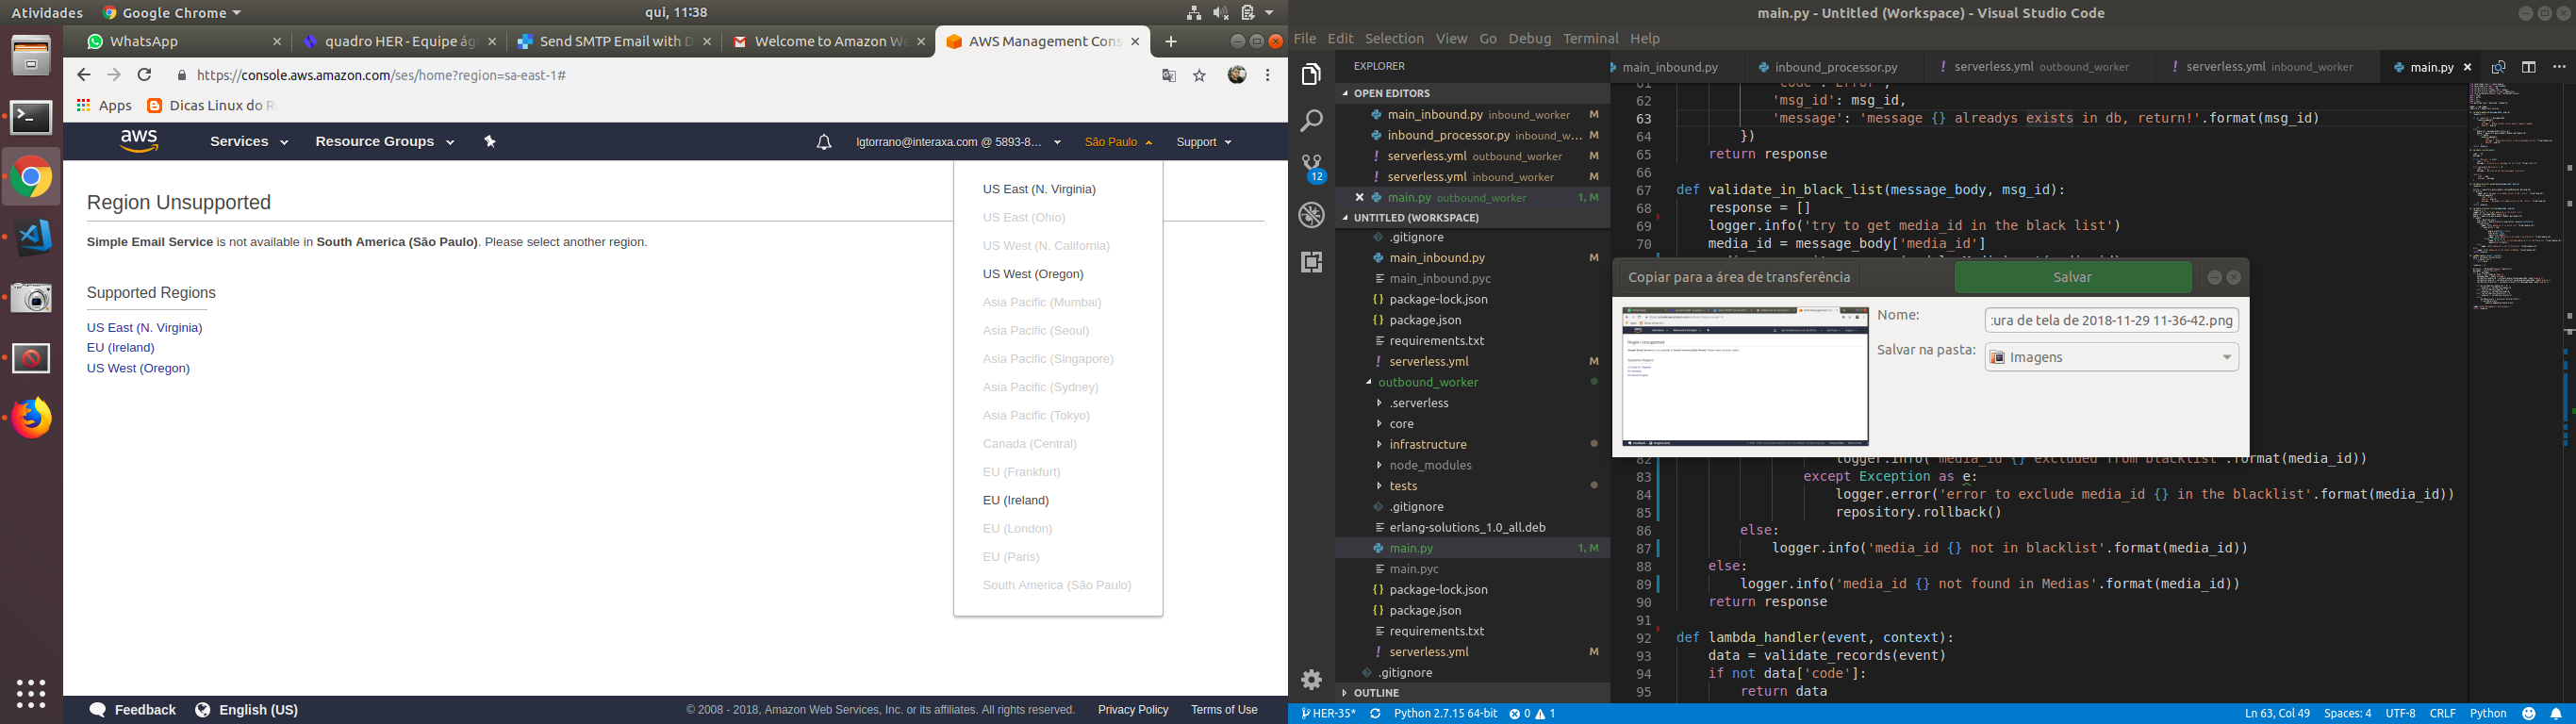 Atividades
Google Chrome
qui, 11:38
WhatsApp
quadro HER - Equipe ág
Send SMTP Email with D
Welcome to Amazon We
AWS Management Cons
https://console.aws.amazon.com/ses/home?region=sa-east-1#
Apps
Dicas Linux do R
aws
Services
Resource Groups
lgtorrano@interaxa.com @ 5893-8...
São Paulo
Support
Region Unsupported
Simple Email Service is not available in South America (São Paulo). Please select another region.
Supported Regions
US East (N. Virginia)
EU (Ireland)
US West (Oregon)
US East (N. Virginia)
US East (Ohio)
US West (N. California)
US West (Oregon)
Asia Pacific (Mumbai)
Asia Pacific (Seoul)
Asia Pacific (Singapore)
Asia Pacific (Sydney)
Asia Pacific (Tokyo)
Canada (Central)
EU (Frankfurt)
EU (Ireland)
EU (London)
EU (Paris)
South America (São Paulo)
Feedback
English (US)
© 2008 - 2018, Amazon Web Services, Inc. or its affiliates. All rights reserved.
Privacy Policy
Terms of Use
main.py - Untitled (Workspace) - Visual Studio Code
File Edit Selection View Go Debug Terminal Help
EXPLORER
OPEN EDITORS
main_inbound.py inbound_worker M
inbound_processor.py inbound_w... M
! serverless.yml outbound_worker M
! serverless.yml inbound_worker M
main.py outbound_worker 1, M
UNTITLED (WORKSPACE)
.gitignore
main_inbound.py M
main_inbound.pyc
{} package-lock.json
{} package.json
requirements.txt
! serverless.yml M
outbound_worker
.serverless
core
infrastructure
node_modules
tests
.gitignore
erlang-solutions_1.0_all.deb
main.py 1, M
main.pyc
{} package-lock.json
{} package.json
requirements.txt
! serverless.yml M
.gitignore
OUTLINE
12
main_inbound.py
inbound_processor.py
! serverless.yml outbound_worker
! serverless.yml inbound_worker
main.py
61 'code': Error ,
62 'msg_id': msg_id,
63 'message': 'message {} alreadys exists in db, return!'.format(msg_id)
64 })
65 return response
66
67 def validate_in_black_list(message_body, msg_id):
68 response = []
69 logger.info('try to get media_id in the black list')
70 media_id = message_body['media_id']
Copiar para a área de transferência
Salvar
Nome:
:ura de tela de 2018-11-29 11-36-42.png
Salvar na pasta:
Imagens
82 logger.info('media_id {} excluded from blacklist'.format(media_id))
83 except Exception as e:
84 logger.error('error to exclude media_id {} in the blacklist'.format(media_id))
85 repository.rollback()
86 else:
87 logger.info('media_id {} not in blacklist'.format(media_id))
88 else:
89 logger.info('media_id {} not found in Medias'.format(media_id))
90 return response
91
92 def lambda_handler(event, context):
93 data = validate_records(event)
94 if not data['code']:
95 return data
HER-35*
Python 2.7.15 64-bit
0
1
Ln 63, Col 49
Spaces: 4
UTF-8
CRLF
Python